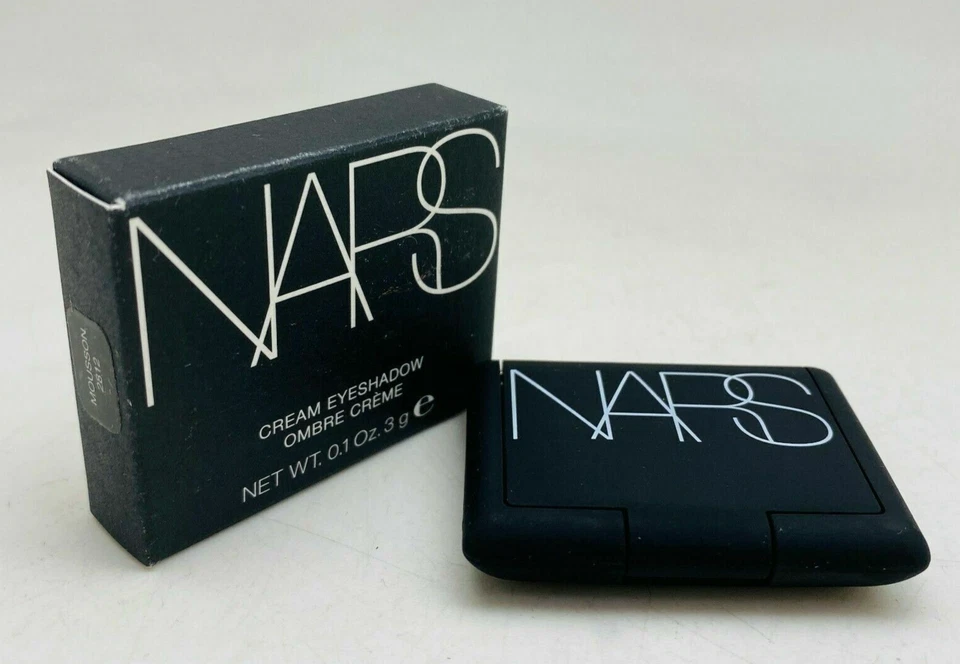 NARS
CREAM EYESHADOW
OMBRE CRÈME
NET WT. 0.1 Oz. 3 g e
MOUSSON
NARS